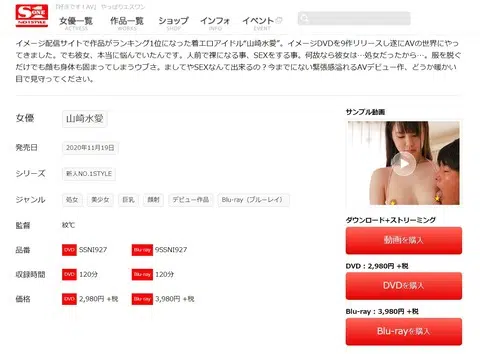 「好きです！AV」 やっぱりエスワン
S ONE
NO.1 STYLE
女優一覧
ACTRESS
作品一覧
WORKS
ショップ
SHOP
インフォ
INFO
イベント
EVENT
イメージ配信サイトで作品がランキング1位になった着エロアイドル“山崎水愛”。イメージDVDを9作リリースし遂にAVの世界にやっ
てきました。でも彼女、本当に悩んでいたんです。人前で裸になる事、SEXをする事。何故なら彼女は…処女だったから…。服を脱ぐ
だけでも顔も身体も固まってしまうウブさ。ましてやSEXなんて出来るの？今までにない緊張感溢れるAVデビュー作、どうか暖かい
目で見守ってください。
女優
山崎水愛
発売日
2020年11月19日
シリーズ
新人NO.1STYLE
ジャンル
処女 美少女 巨乳 顔射 デビュー作品 Blu-ray（ブルーレイ）
監督
紋℃
品番
DVD SSNI927 Blu-ray 9SSNI927
収録時間
DVD 120分 Blu-ray 120分
価格
DVD 2,980円 +税 Blu-ray 3,980円 +税
サンプル動画
ダウンロード+ストリーミング
動画を購入
DVD：2,980円 +税
DVDを購入
Blu-ray：3,980円 +税
Blu-rayを購入